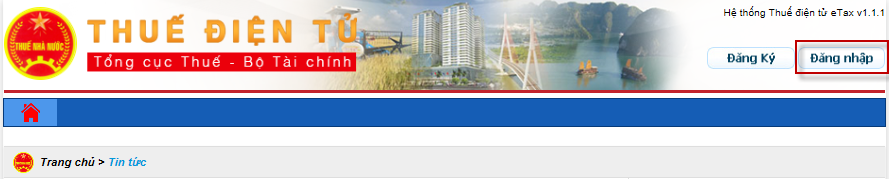 Hệ thống Thuế điện tử eTax v1.1.1
THUẾ ĐIỆN TỬ
THUẾ NHÀ NƯỚC
Tổng cục Thuế - Bộ Tài chính
Đăng Ký
Đăng nhập
Trang chủ > Tin tức